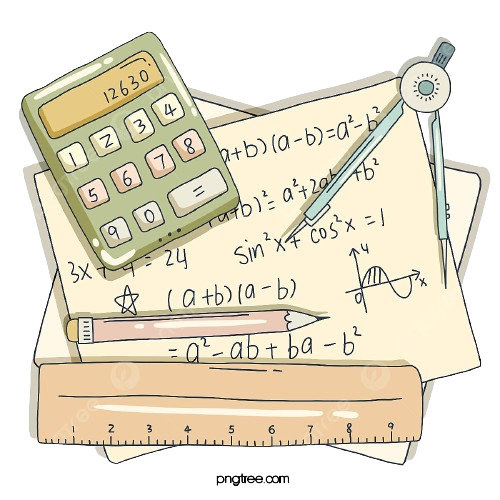 12630
1 2 3 4
5 6 7 8
9 0 =
a+b)(a-b)=a²-b²
(a+b)²= a²+2ab+b²
sin²x+cos²x=1
3x+4=24
y
0 x
(a+b)(a-b)
=a²-ab+ba-b²
1 2 3 4 5 6 7 8 9
pngtree.com